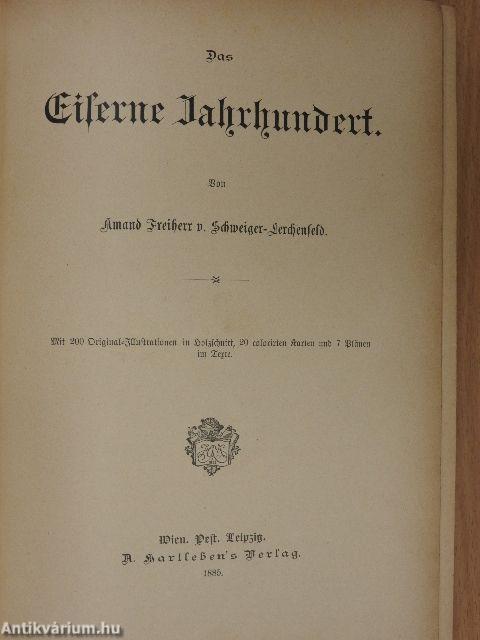 Das
Eiserne Jahrhundert.
Von
Amand Freiherr v. Schweiger-Lerchenfeld.
Mit 200 Original-Illustrationen in Holzschnitt, 20 colorirten Karten und 7 Plänen
im Texte.
Wien. Pest. Leipzig.
A. Hartleben's Verlag.
1885.
Antikvárium.hu